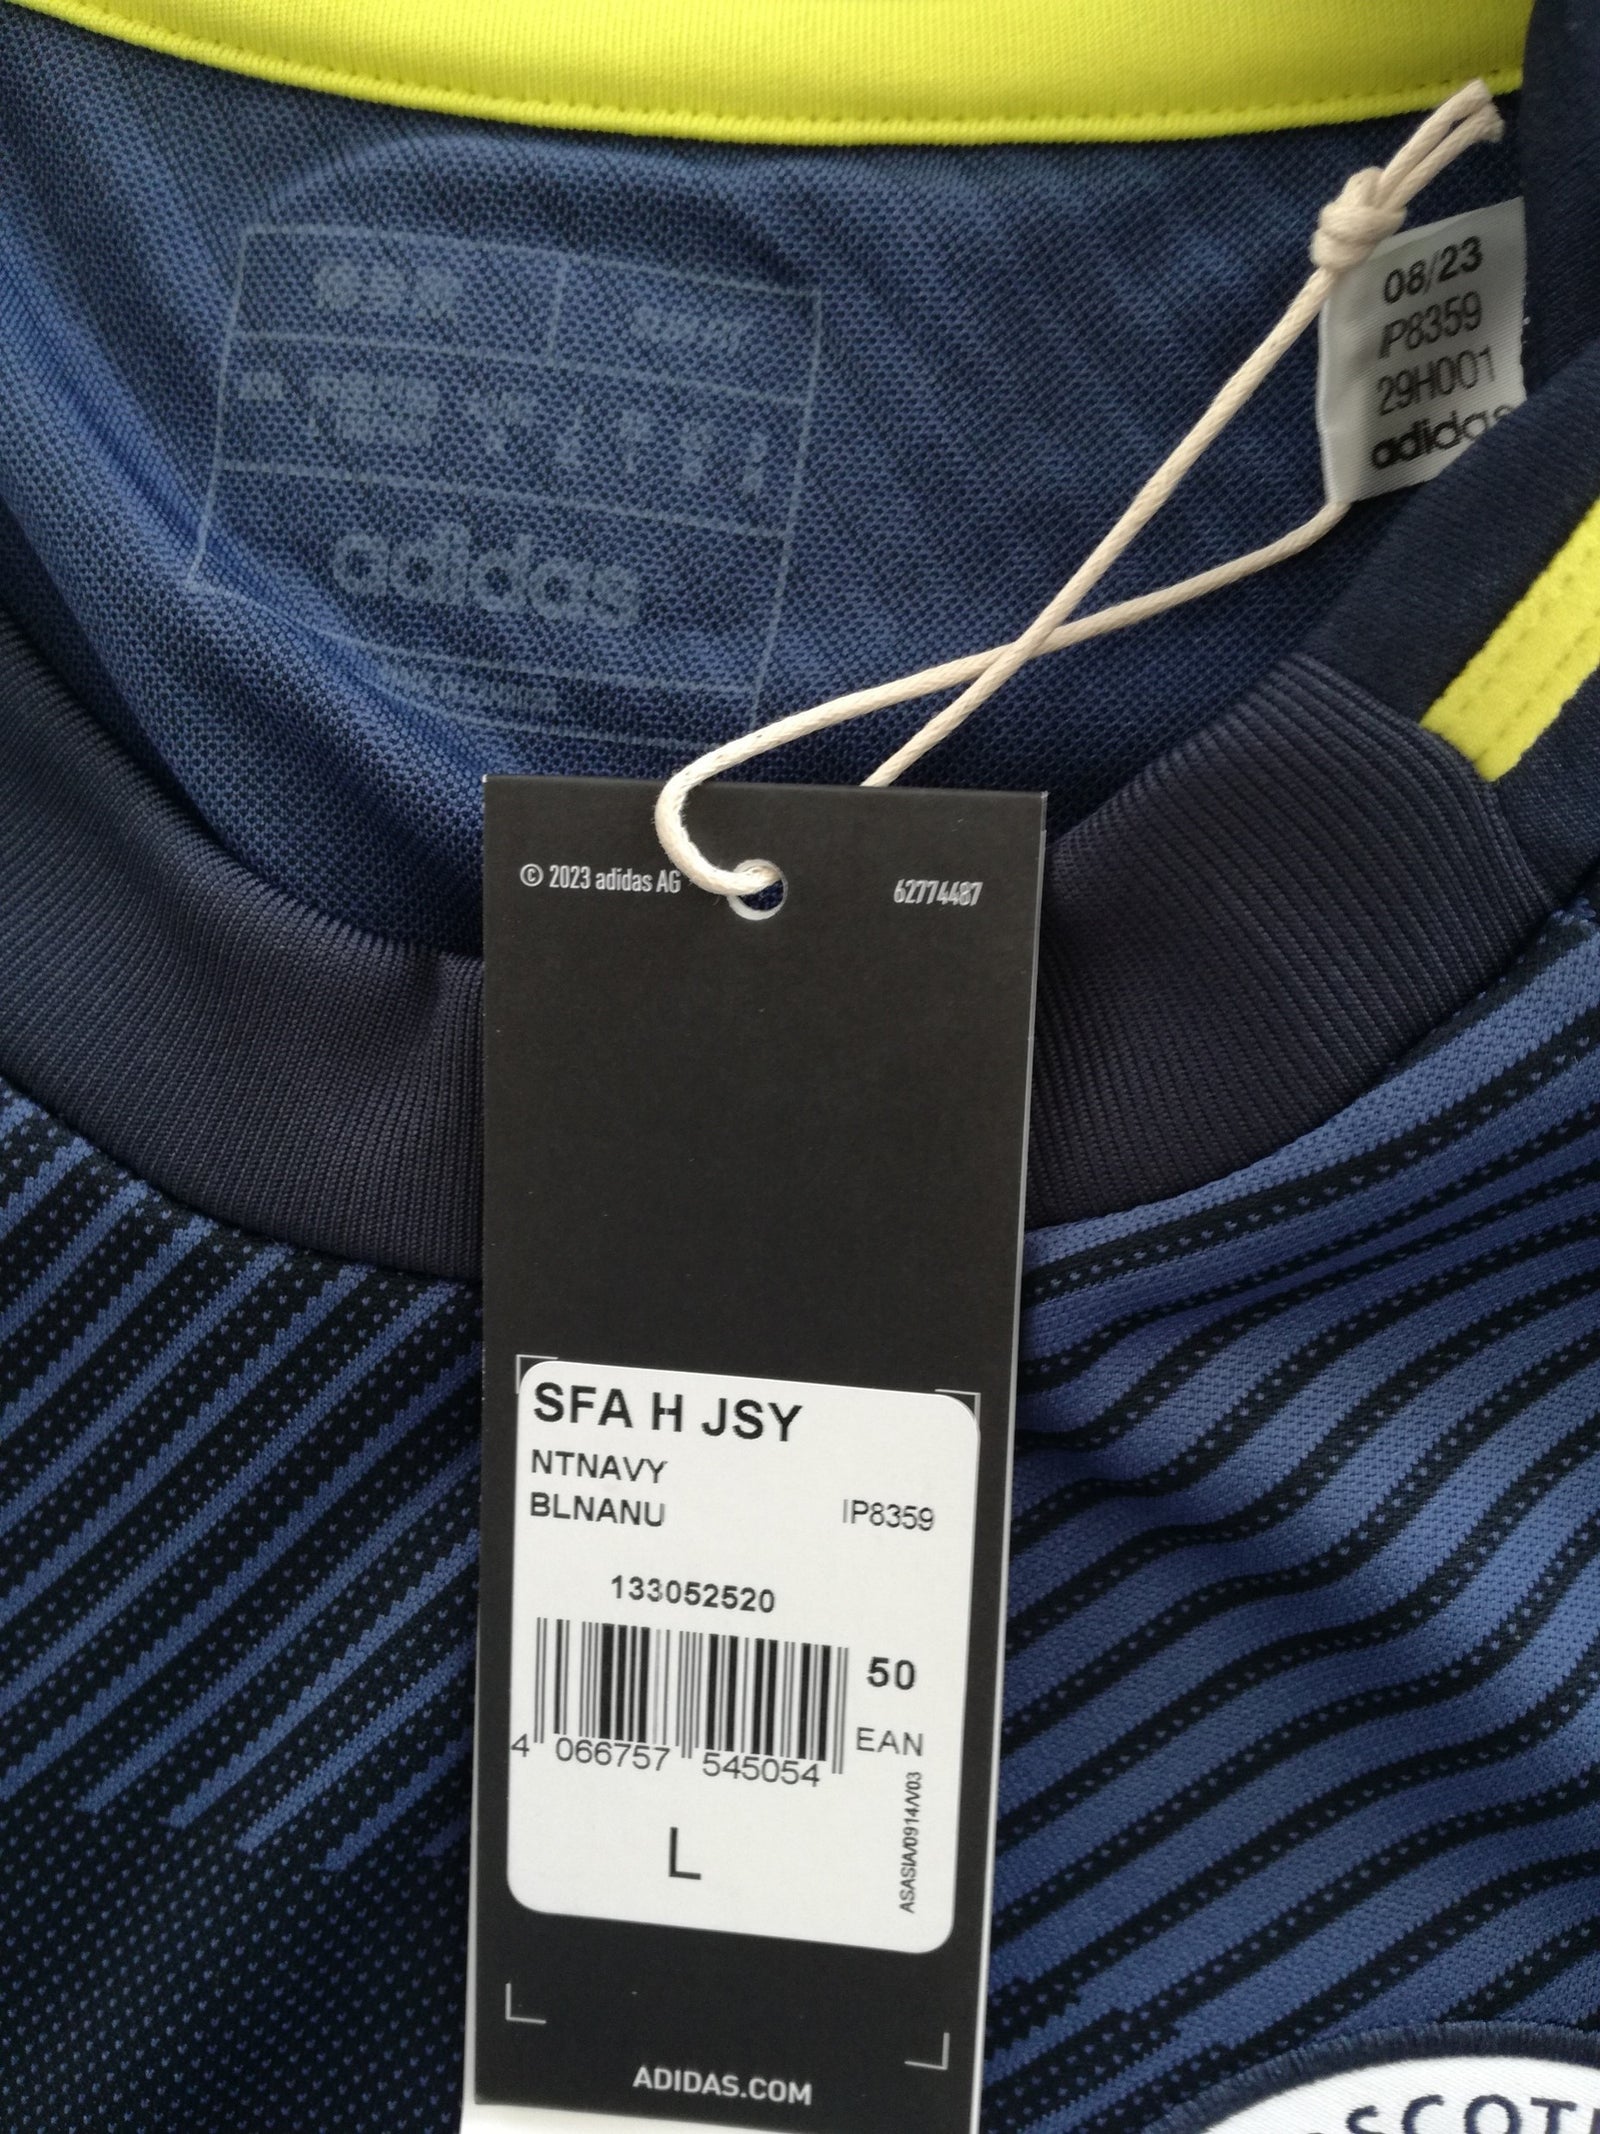 08/23
IP8359
29H001
adidas
adidas
© 2023 adidas AG
62774487
SFA H JSY
NTNAVY
BLNANU
IP8359
133052520
50
4 066757 545054
EAN
ASASIA/0914/V03
L
ADIDAS.COM